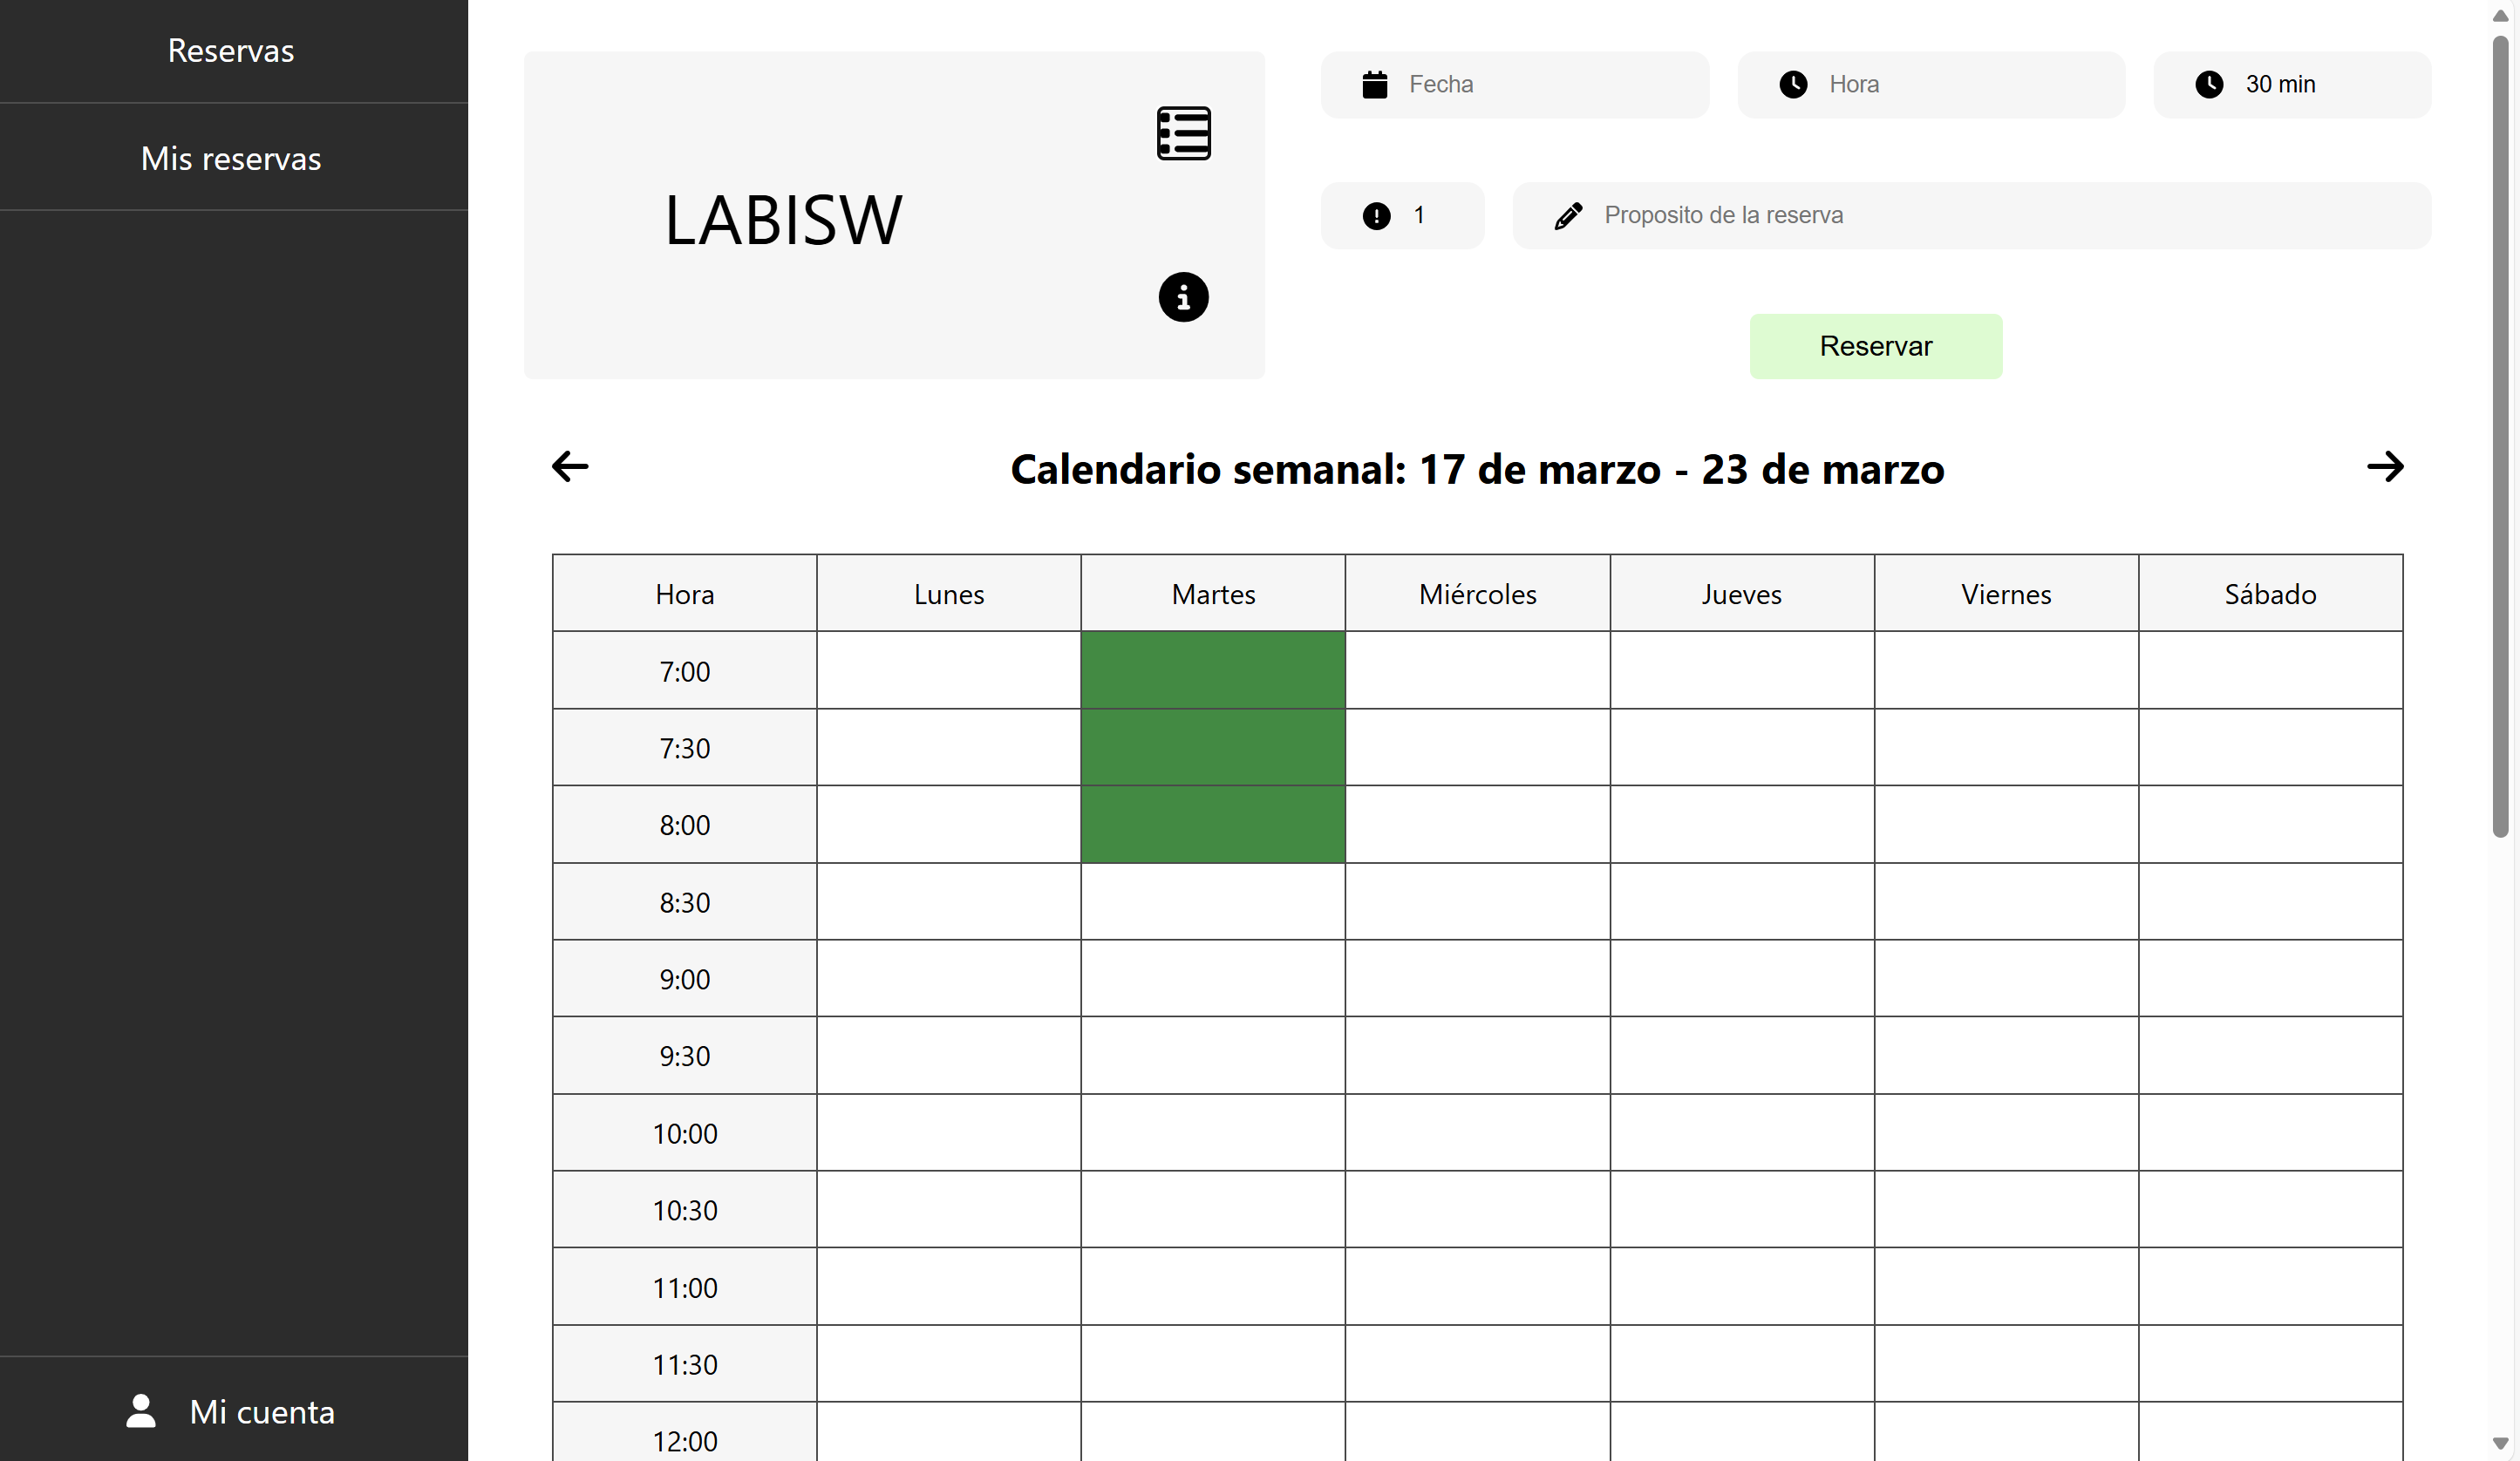 Reservas
Mis reservas
Mi cuenta
LABISW
Fecha
Hora
30 min
1
Proposito de la reserva
Reservar
Calendario semanal: 17 de marzo - 23 de marzo
Hora Lunes Martes Miércoles Jueves Viernes Sábado
7:00
7:30
8:00
8:30
9:00
9:30
10:00
10:30
11:00
11:30
12:00